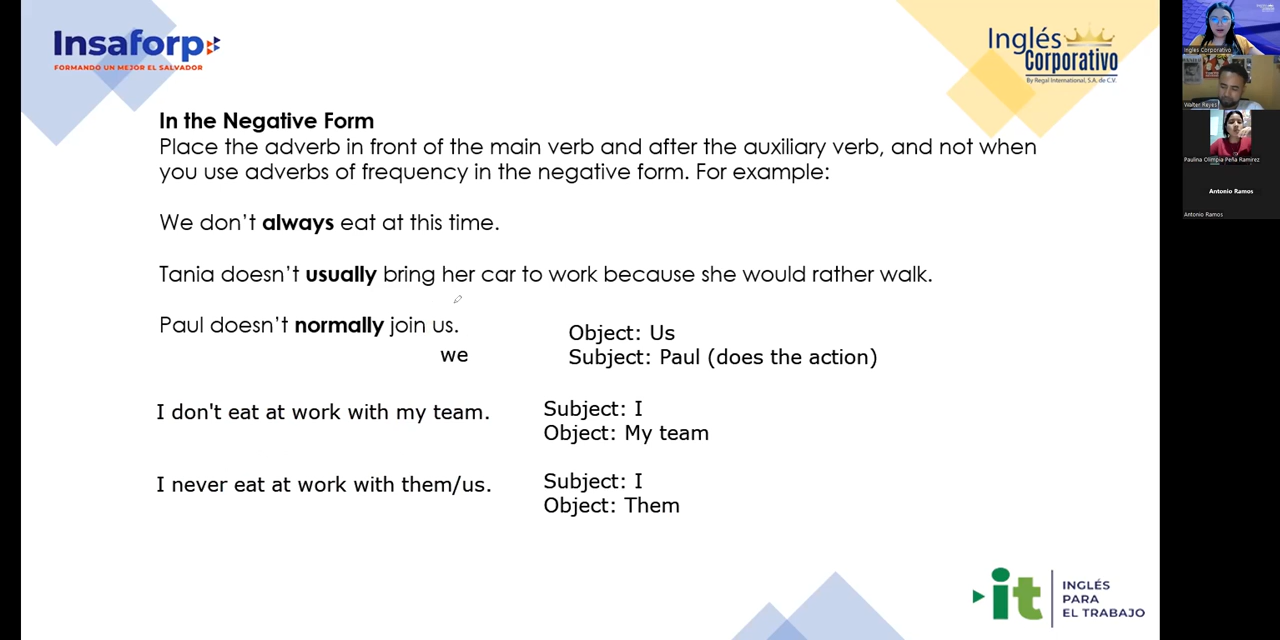 Insaforp
FORMANDO UN MEJOR EL SALVADOR
Inglés
Corporativo
By Regal International, S.A. de C.V.
In the Negative Form
Place the adverb in front of the main verb and after the auxiliary verb, and not when
you use adverbs of frequency in the negative form. For example:
We don't always eat at this time.
Tania doesn't usually bring her car to work because she would rather walk.
Paul doesn't normally join us.
we
Object: Us
Subject: Paul (does the action)
I don't eat at work with my team.
Subject: I
Object: My team
I never eat at work with them/us.
Subject: I
Object: Them
it
INGLÉS
PARA
EL TRABAJO
Ingles Corporativo
Walter Reyes
Paulina Olimpia Peña Ramirez
Antonio Ramos
Antonio Ramos